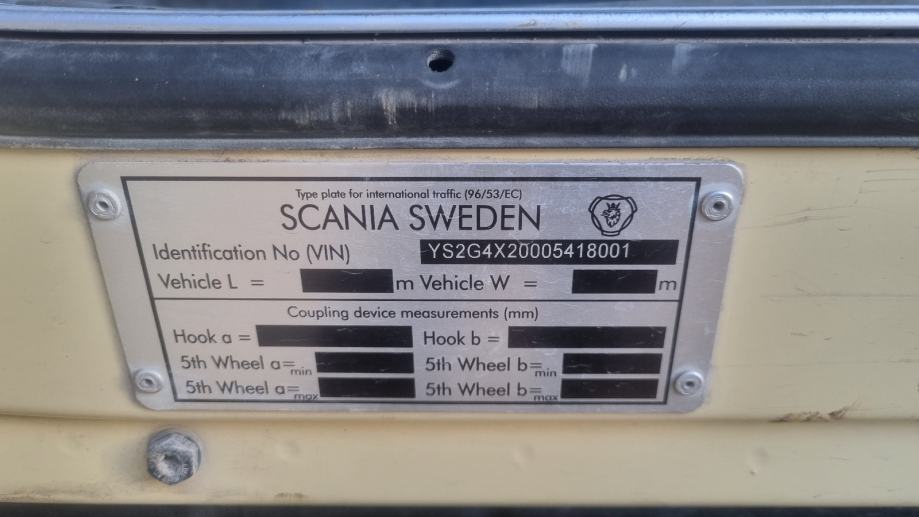 Type plate for international traffic (96/53/EC)
SCANIA SWEDEN
Identification No (VIN) YS2G4X20005418001
Vehicle L = m Vehicle W = m
Coupling device measurements (mm)
Hook a = Hook b =
5th Wheel a=min 5th Wheel b=min
5th Wheel a=max 5th Wheel b=max